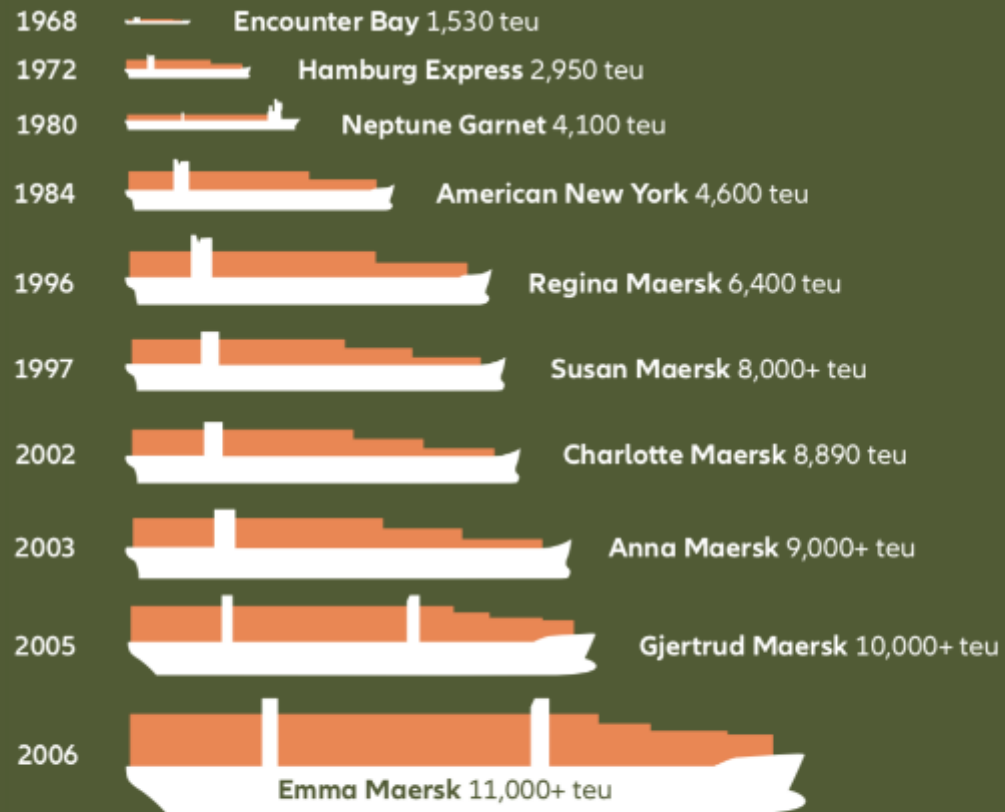 1968 Encounter Bay 1,530 teu
1972 Hamburg Express 2,950 teu
1980 Neptune Garnet 4,100 teu
1984 American New York 4,600 teu
1996 Regina Maersk 6,400 teu
1997 Susan Maersk 8,000+ teu
2002 Charlotte Maersk 8,890 teu
2003 Anna Maersk 9,000+ teu
2005 Gjertrud Maersk 10,000+ teu
2006 Emma Maersk 11,000+ teu